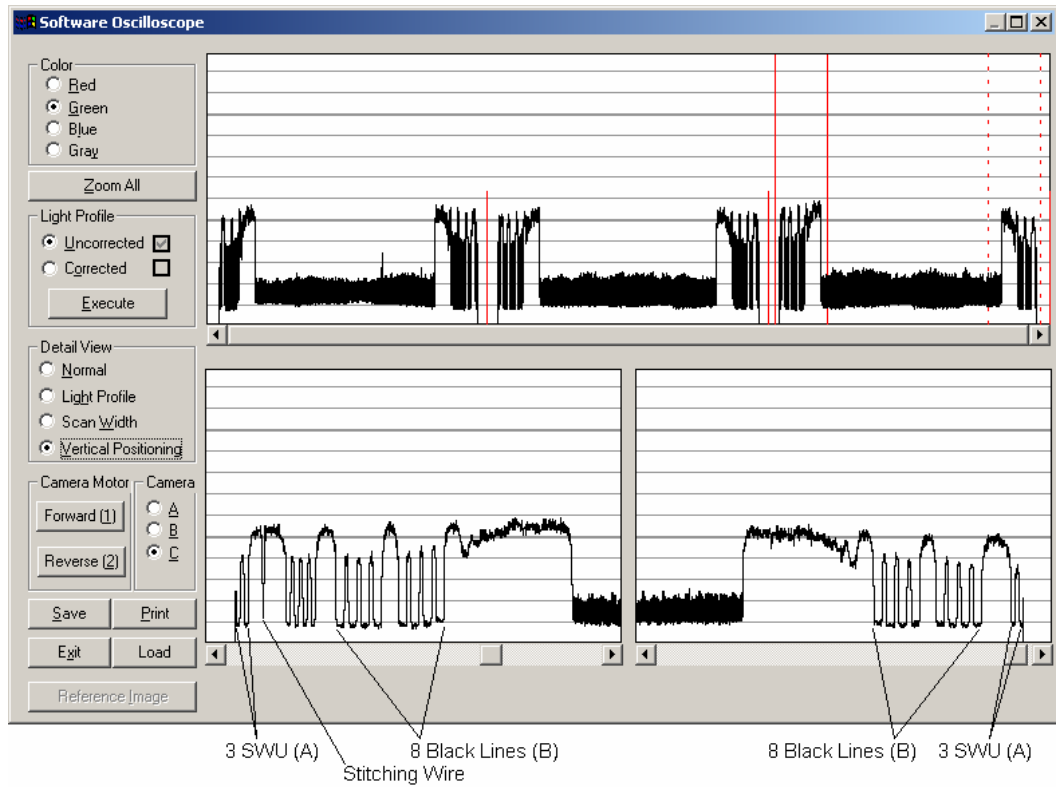 Software Oscilloscope
Color
Red
Green
Blue
Gray
Zoom All
Light Profile
Uncorrected
Corrected
Execute
Detail View
Normal
Light Profile
Scan Width
Vertical Positioning
Camera Motor
Forward (1)
Reverse (2)
Camera
A
B
C
Save
Print
Exit
Load
Reference Image
3 SWU (A)
8 Black Lines (B)
8 Black Lines (B)
3 SWU (A)
Stitching Wire